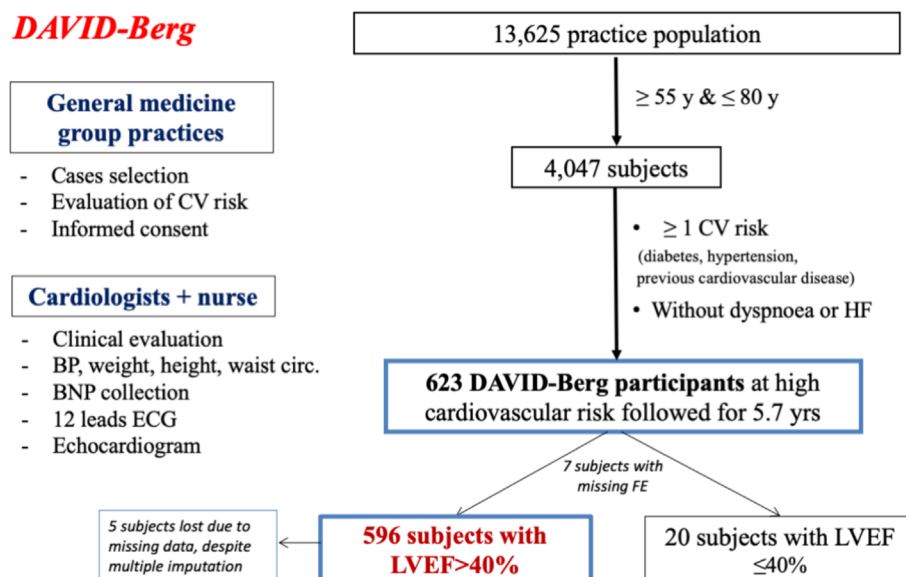 DAVID-Berg
General medicine
group practices
- Cases selection
- Evaluation of CV risk
- Informed consent
Cardiologists + nurse
- Clinical evaluation
- BP, weight, height, waist circ.
- BNP collection
- 12 leads ECG
- Echocardiogram
13,625 practice population
≥ 55 y & ≤ 80 y
4,047 subjects
• ≥ 1 CV risk
(diabetes, hypertension,
previous cardiovascular disease)
• Without dyspnoea or HF
623 DAVID-Berg participants at high
cardiovascular risk followed for 5.7 yrs
7 subjects with
missing FE
5 subjects lost due to
missing data, despite
multiple imputation
596 subjects with
LVEF>40%
20 subjects with LVEF
≤40%